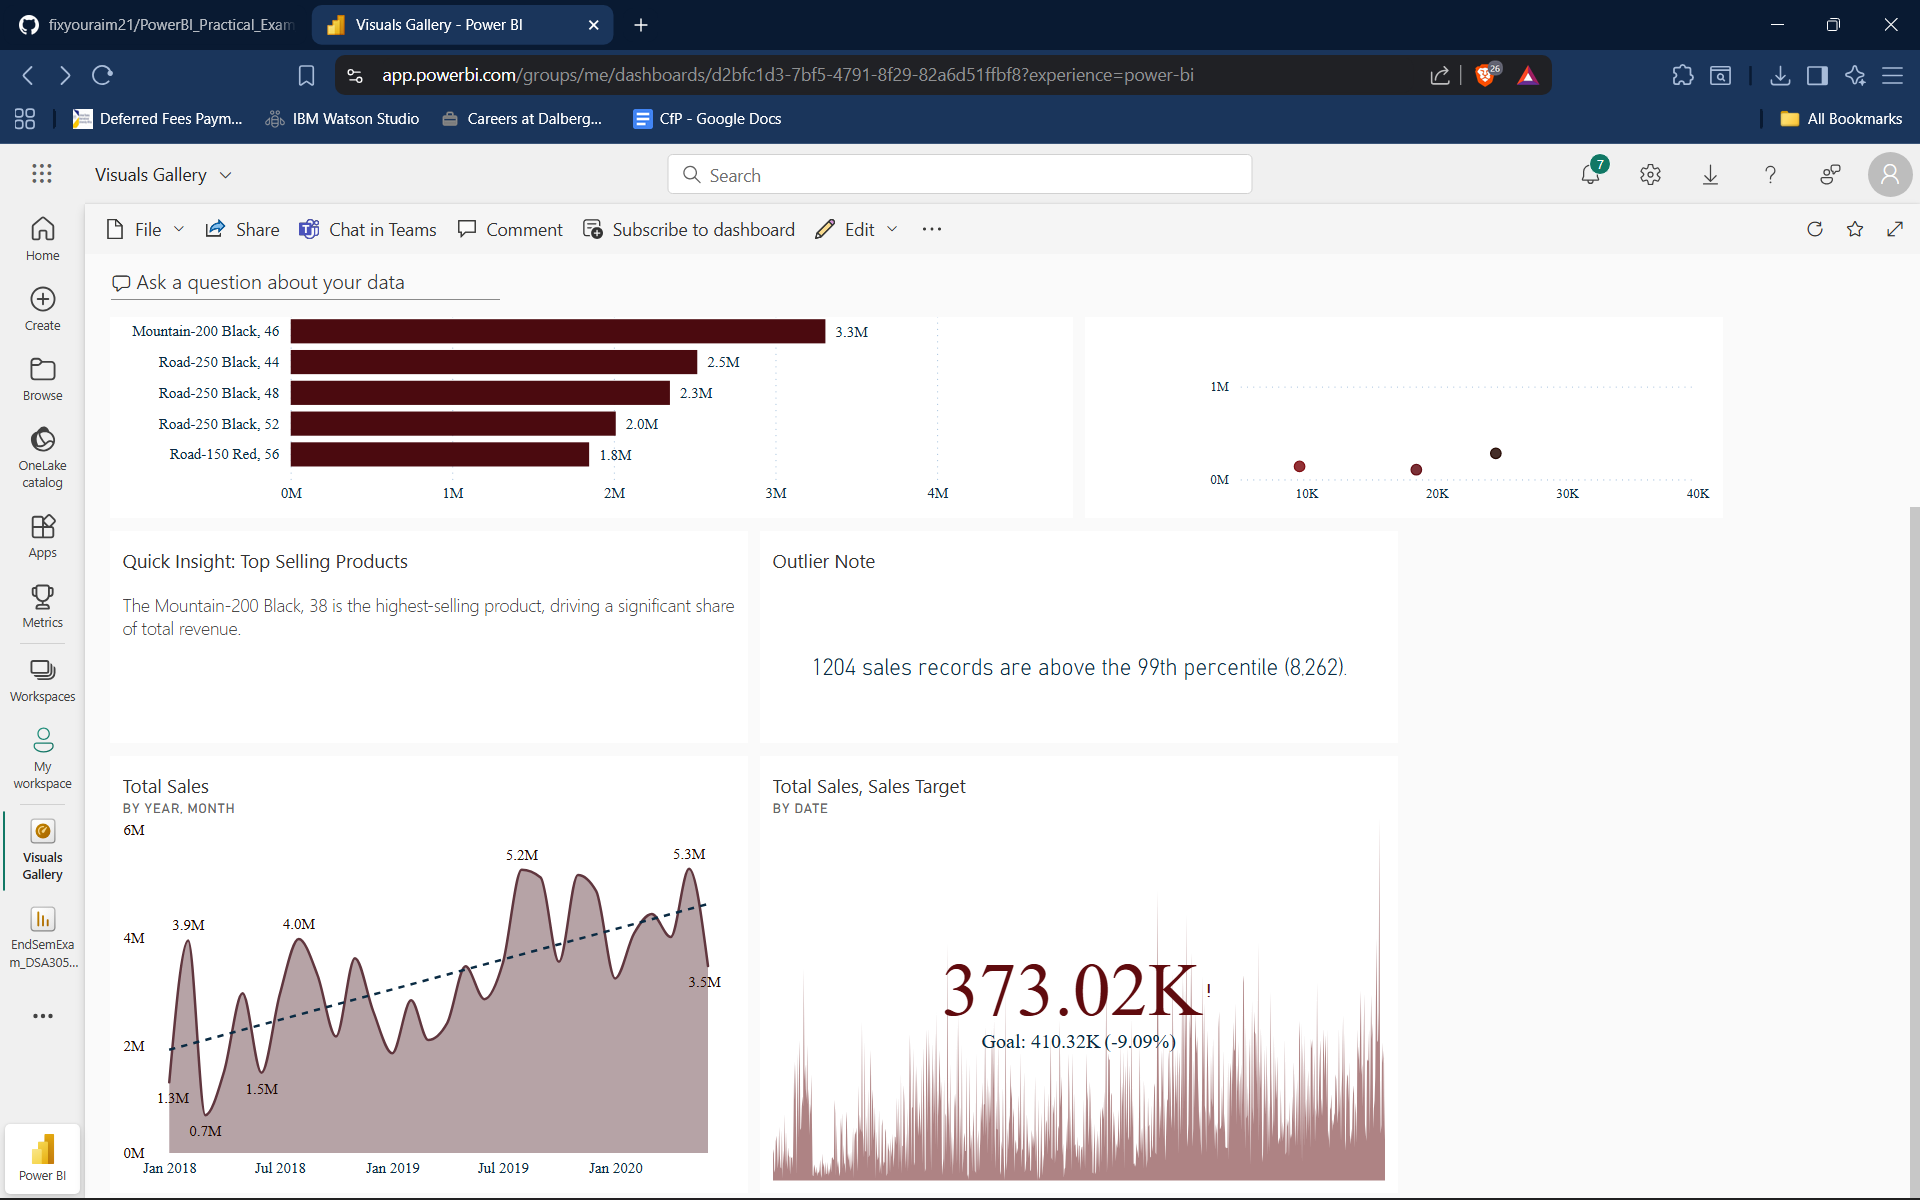 fixyouraim21/PowerBI_Practical_Exam
Visuals Gallery - Power BI
app.powerbi.com/groups/me/dashboards/d2bfc1d3-7bf5-4791-8f29-82a6d51ffbf8?experience=power-bi
26
Deferred Fees Paym...
IBM Watson Studio
Careers at Dalberg...
CfP - Google Docs
All Bookmarks
Visuals Gallery
Search
7
File
Share
Chat in Teams
Comment
Subscribe to dashboard
Edit
Home
Create
Browse
OneLake
catalog
Apps
Metrics
Workspaces
My
workspace
Visuals
Gallery
EndSemExa
m_DSA305...
Power BI
Ask a question about your data
Mountain-200 Black, 46
3.3M
Road-250 Black, 44
2.5M
Road-250 Black, 48
2.3M
Road-250 Black, 52
2.0M
Road-150 Red, 56
1.8M
0M 1M 2M 3M 4M
1M
0M
10K 20K 30K 40K
Quick Insight: Top Selling Products
The Mountain-200 Black, 38 is the highest-selling product, driving a significant share
of total revenue.
Outlier Note
1204 sales records are above the 99th percentile (8,262).
Total Sales
BY YEAR, MONTH
6M
4M
2M
0M
5.2M
5.3M
3.9M
4.0M
3.5M
1.3M
1.5M
0.7M
Jan 2018 Jul 2018 Jan 2019 Jul 2019 Jan 2020
Total Sales, Sales Target
BY DATE
373.02K!
Goal: 410.32K (-9.09%)